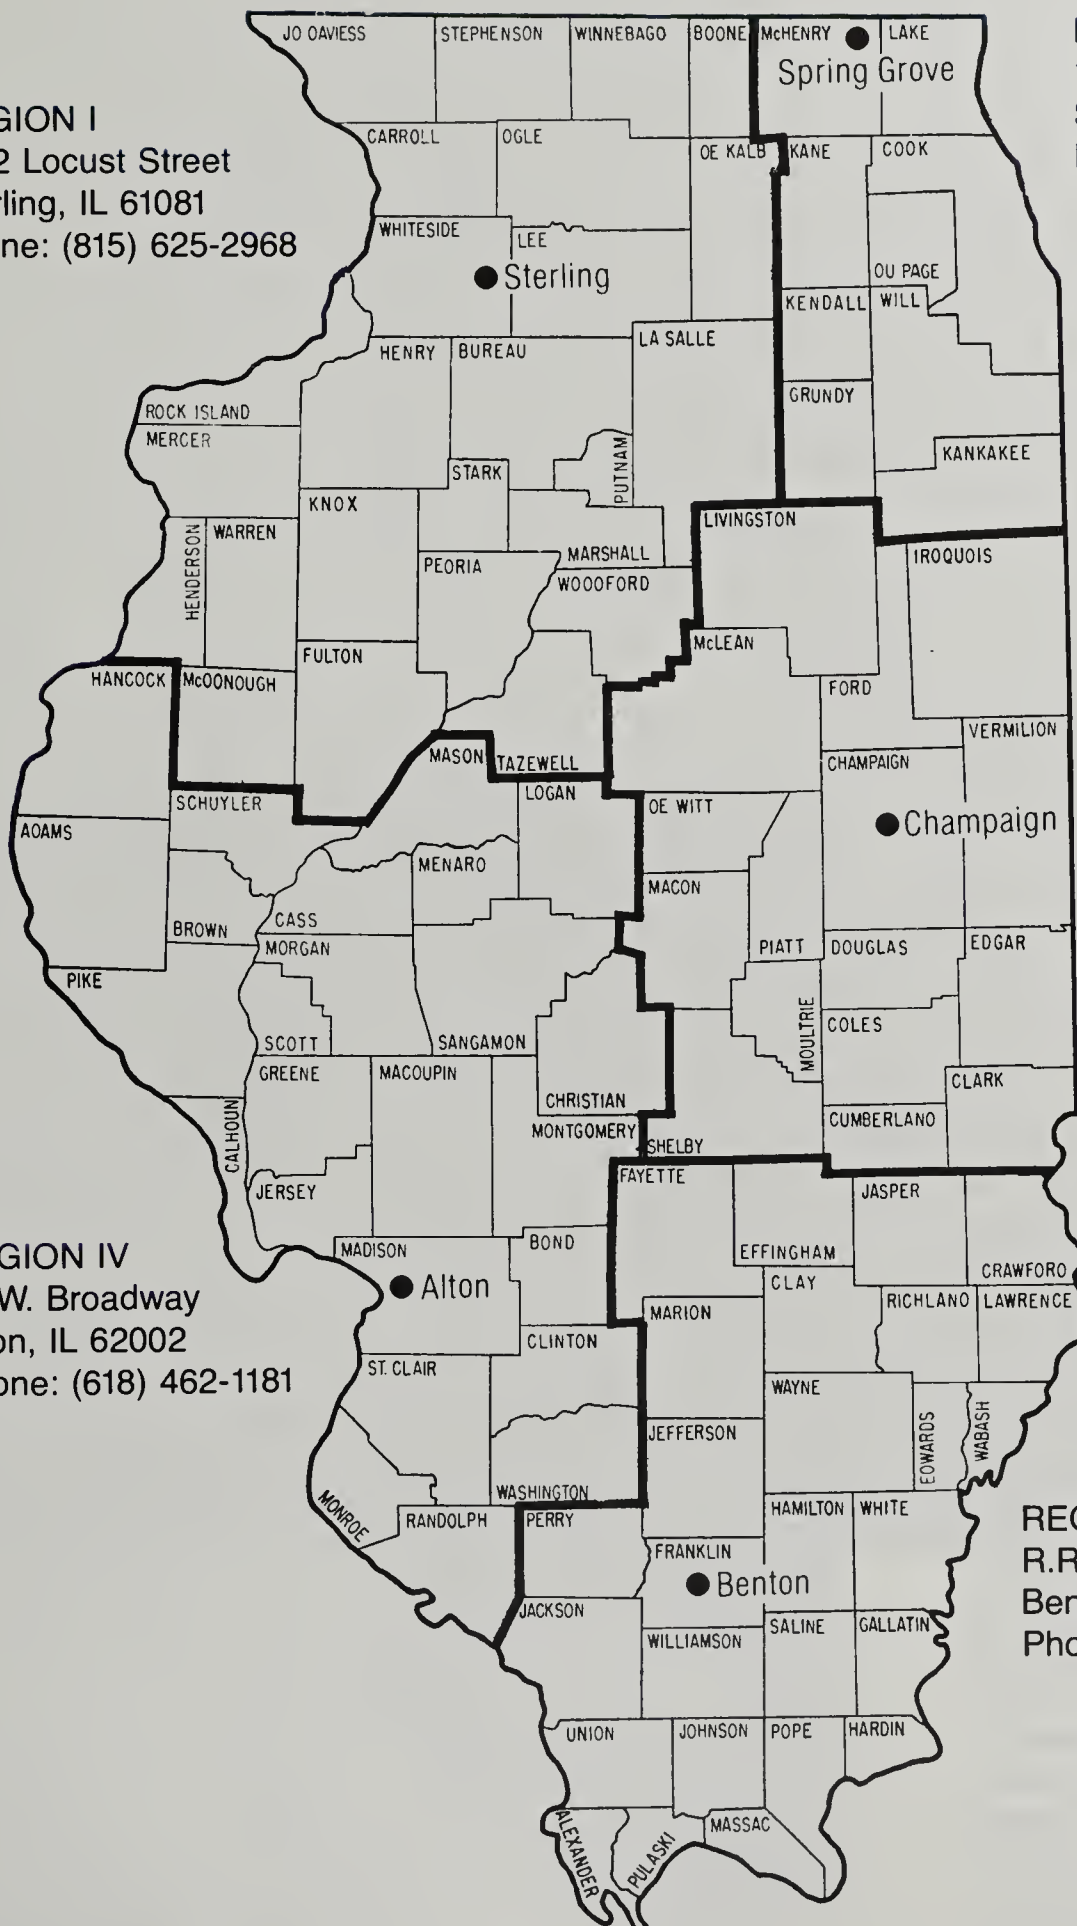 JO DAVIESS
STEPHENSON
WINNEBAGO
BOONE
McHENRY
LAKE
Spring Grove
GION I
2 Locust Street
rling, IL 61081
ne: (815) 625-2968
CARROLL
OGLE
OE KALB
KANE
COOK
WHITESIDE
LEE
Sterling
OU PAGE
KENDALL
WILL
HENRY
BUREAU
LA SALLE
GRUNDY
ROCK ISLAND
MERCER
STARK
PUTNAM
KANKAKEE
KNOX
LIVINGSTON
HENDERSON
WARREN
PEORIA
MARSHALL
WOOOFORD
IROQUOIS
FULTON
McLEAN
HANCOCK
McOONOUGH
FORD
MASON
TAZEWELL
VERMILION
CHAMPAIGN
SCHUYLER
LOGAN
OE WITT
Champaign
AOAMS
MENARO
MACON
BROWN
CASS
MORGAN
PIATT
DOUGLAS
EDGAR
PIKE
SCOTT
SANGAMON
MOULTRIE
COLES
GREENE
MACOUPIN
CHRISTIAN
CLARK
CALHOUN
MONTGOMERY
SHELBY
CUMBERLANO
JERSEY
FAYETTE
JASPER
GION IV
W. Broadway
on, IL 62002
one: (618) 462-1181
MADISON
BOND
EFFINGHAM
CRAWFORO
Alton
CLAY
RICHLANO
LAWRENCE
MARION
CLINTON
ST. CLAIR
WAYNE
JEFFERSON
EOWARDS
WABASH
WASHINGTON
MONROE
RANDOLPH
PERRY
HAMILTON
WHITE
FRANKLIN
Benton
REG
R.R
Ben
Pho
JACKSON
WILLIAMSON
SALINE
GALLATIN
UNION
JOHNSON
POPE
HARDIN
ALEXANDER
PULASKI
MASSAC